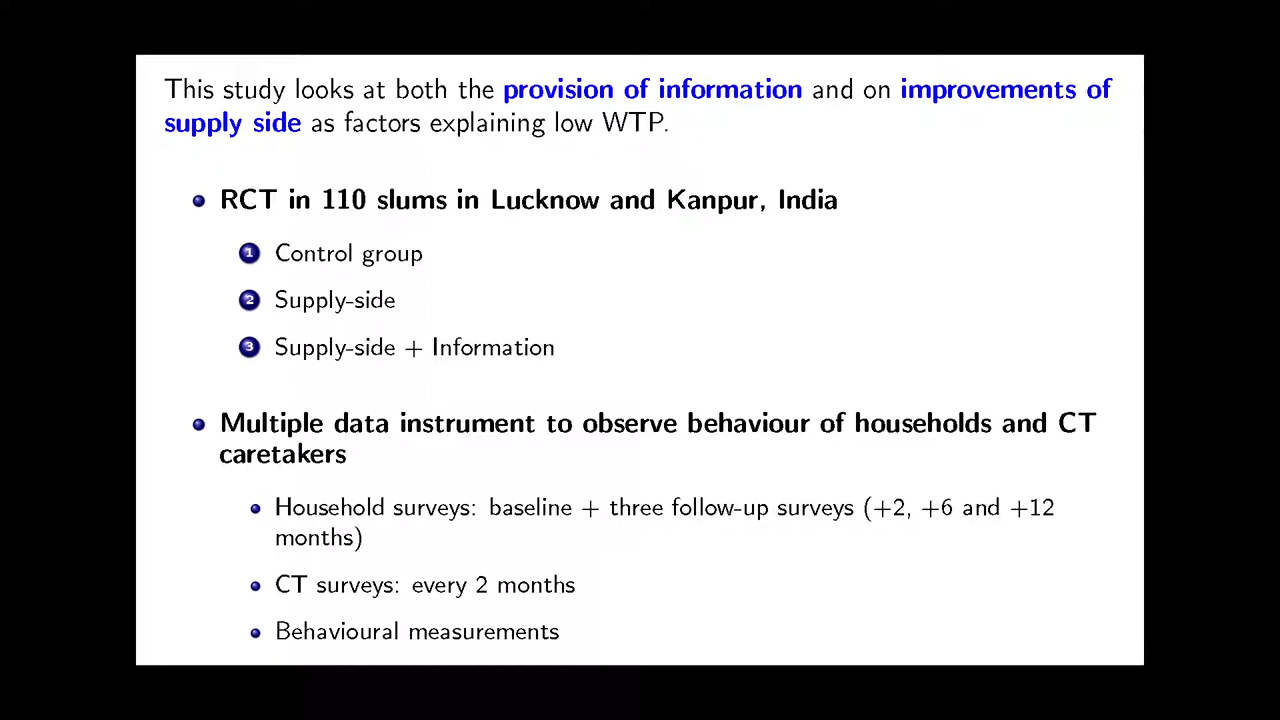 This study looks at both the provision of information and on improvements of
supply side as factors explaining low WTP.
RCT in 110 slums in Lucknow and Kanpur, India
1 Control group
2 Supply-side
3 Supply-side + Information
Multiple data instrument to observe behaviour of households and CT
caretakers
Household surveys: baseline + three follow-up surveys (+2, +6 and +12
months)
CT surveys: every 2 months
Behavioural measurements